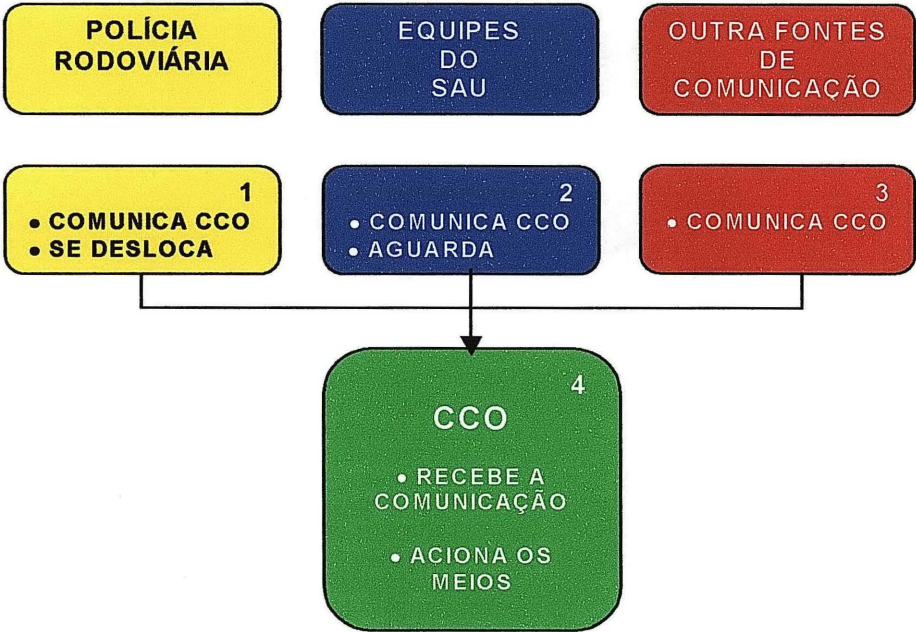 POLÍCIA
RODOVIÁRIA
EQUIPES
DO
SAU
OUTRA FONTES
DE
COMUNICAÇÃO
1
• COMUNICA CCO
• SE DESLOCA
2
• COMUNICA CCO
• AGUARDA
3
• COMUNICA CCO
4
CCO
• RECEBE A
COMUNICAÇÃO
• ACIONA OS
MEIOS